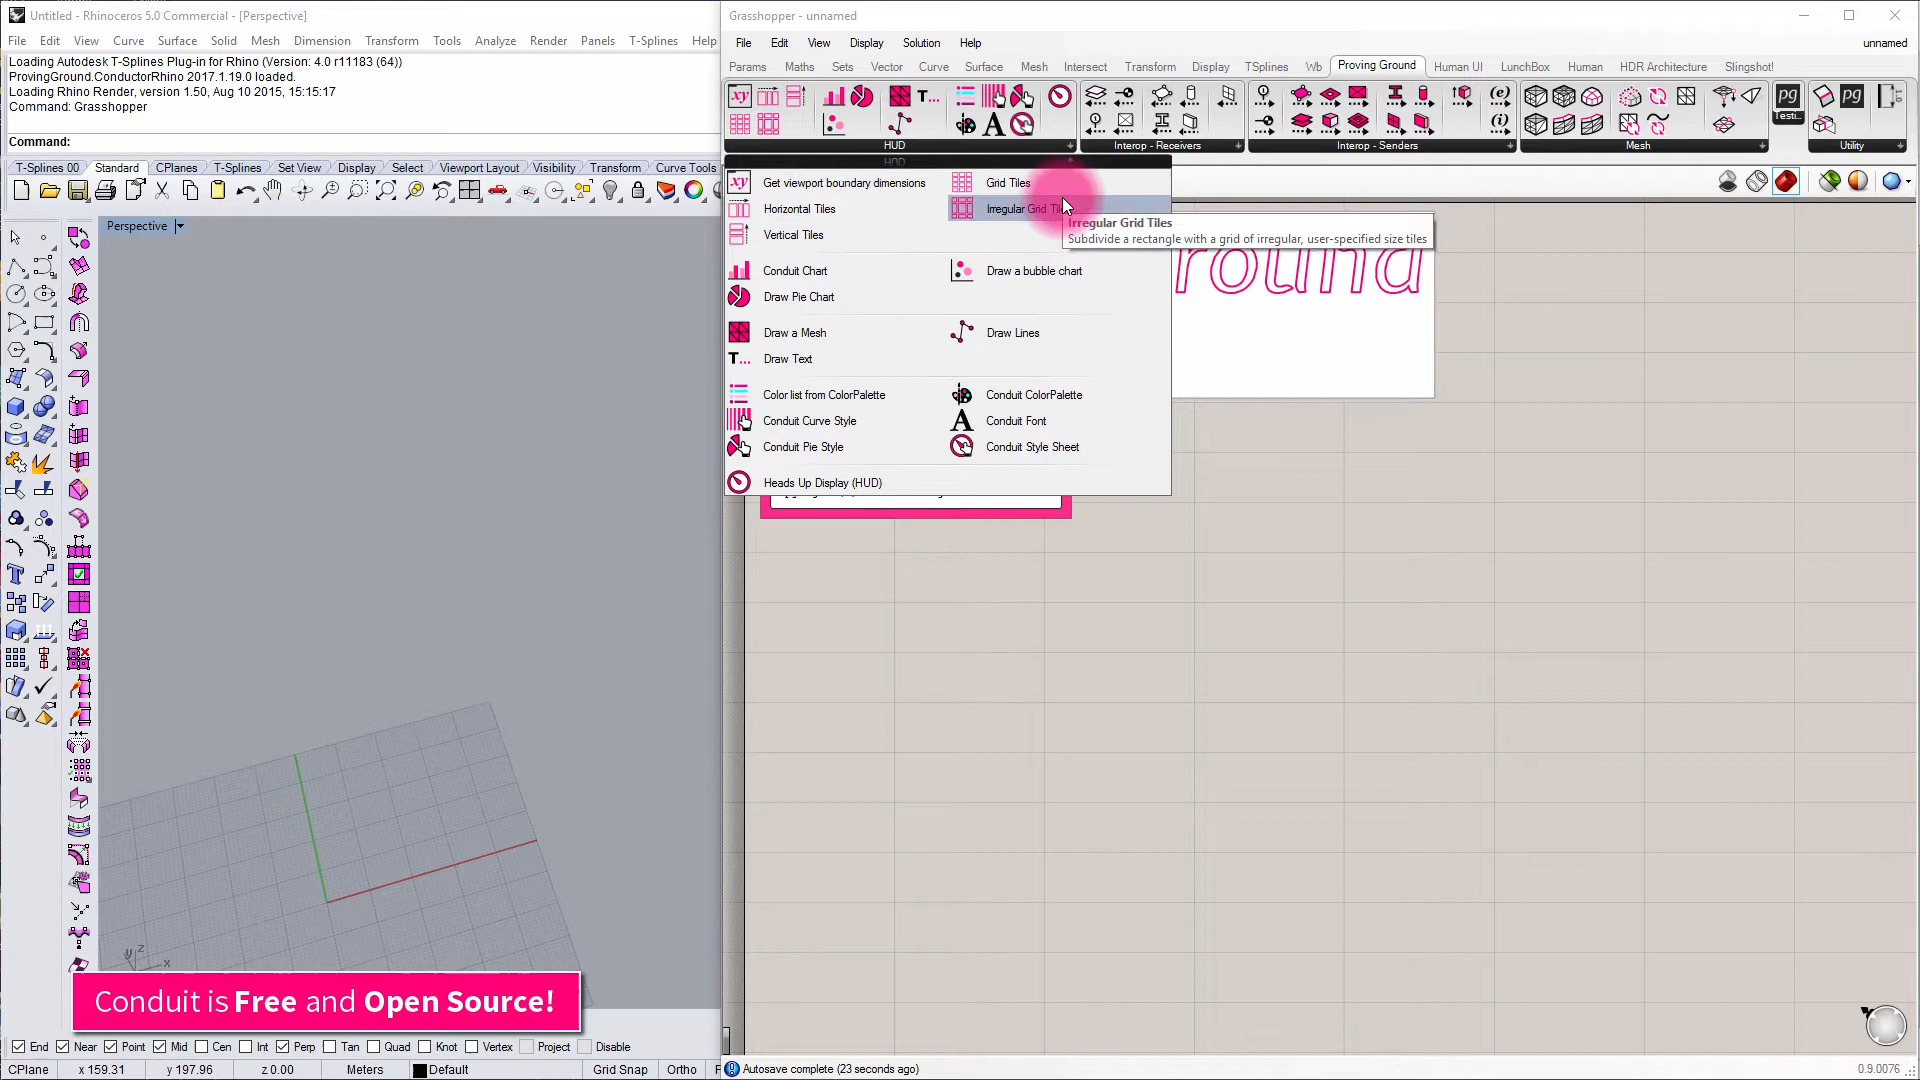 Untitled - Rhinoceros 5.0 Commercial - [Perspective]
File Edit View Curve Surface Solid Mesh Dimension Transform Tools Analyze Render Panels T-Splines Help
Loading Autodesk T-Splines Plug-in for Rhino (Version: 4.0 r11183 (64))
ProvingGround.ConductorRhino 2017.1.19.0 loaded.
Loading Rhino Render, version 1.50, Aug 10 2015, 15:15:17
Command: Grasshopper
Command:
T-Splines 00 Standard CPlanes T-Splines Set View Display Select Viewport Layout Visibility Transform Curve Tools
Perspective
z
y
x
Conduit is Free and Open Source!
End Near Point Mid Cen Int Perp Tan Quad Knot Vertex Project Disable
CPlane x 159.31 y 197.96 z 0.00 Meters Default Grid Snap Ortho
Grasshopper - unnamed
File Edit View Display Solution Help unnamed
Params Maths Sets Vector Curve Surface Mesh Intersect Transform Display TSplines Wb Proving Ground Human UI LunchBox Human HDR Architecture Slingshot!
xy T... A (e) (i) pg pg
HUD Interop - Receivers Interop - Senders Mesh Utility
HUD
Get viewport boundary dimensions
Grid Tiles
Horizontal Tiles
Irregular Grid
Vertical Tiles
Irregular Grid Tiles
Subdivide a rectangle with a grid of irregular, user-specified size tiles
round
Conduit Chart
Draw a bubble chart
Draw Pie Chart
Draw a Mesh
Draw Lines
Draw Text
Color list from ColorPalette
Conduit ColorPalette
Conduit Curve Style
Conduit Font
Conduit Pie Style
Conduit Style Sheet
Heads Up Display (HUD)
Autosave complete (23 seconds ago)
0.9.0076